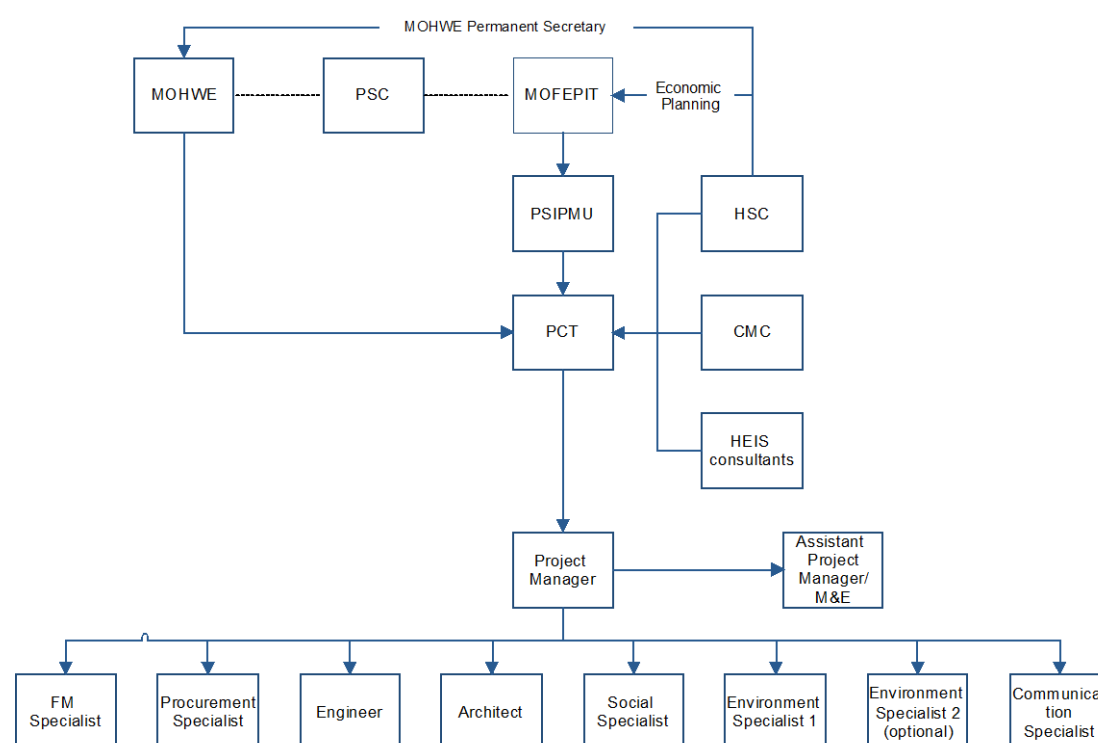 MOHWE Permanent Secretary
MOHWE
PSC
MOFEPIT
Economic
Planning
PSIPMU
HSC
PCT
CMC
HEIS
consultants
Project
Manager
Assistant
Project
Manager/
M&E
FM
Specialist
Procurement
Specialist
Engineer
Architect
Social
Specialist
Environment
Specialist 1
Environment
Specialist 2
(optional)
Communica
tion
Specialist